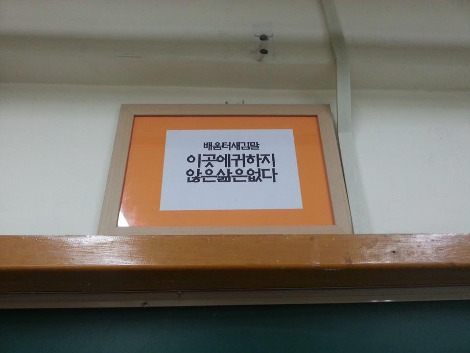 배움터새김말
이곳에귀하지
않은삶은없다